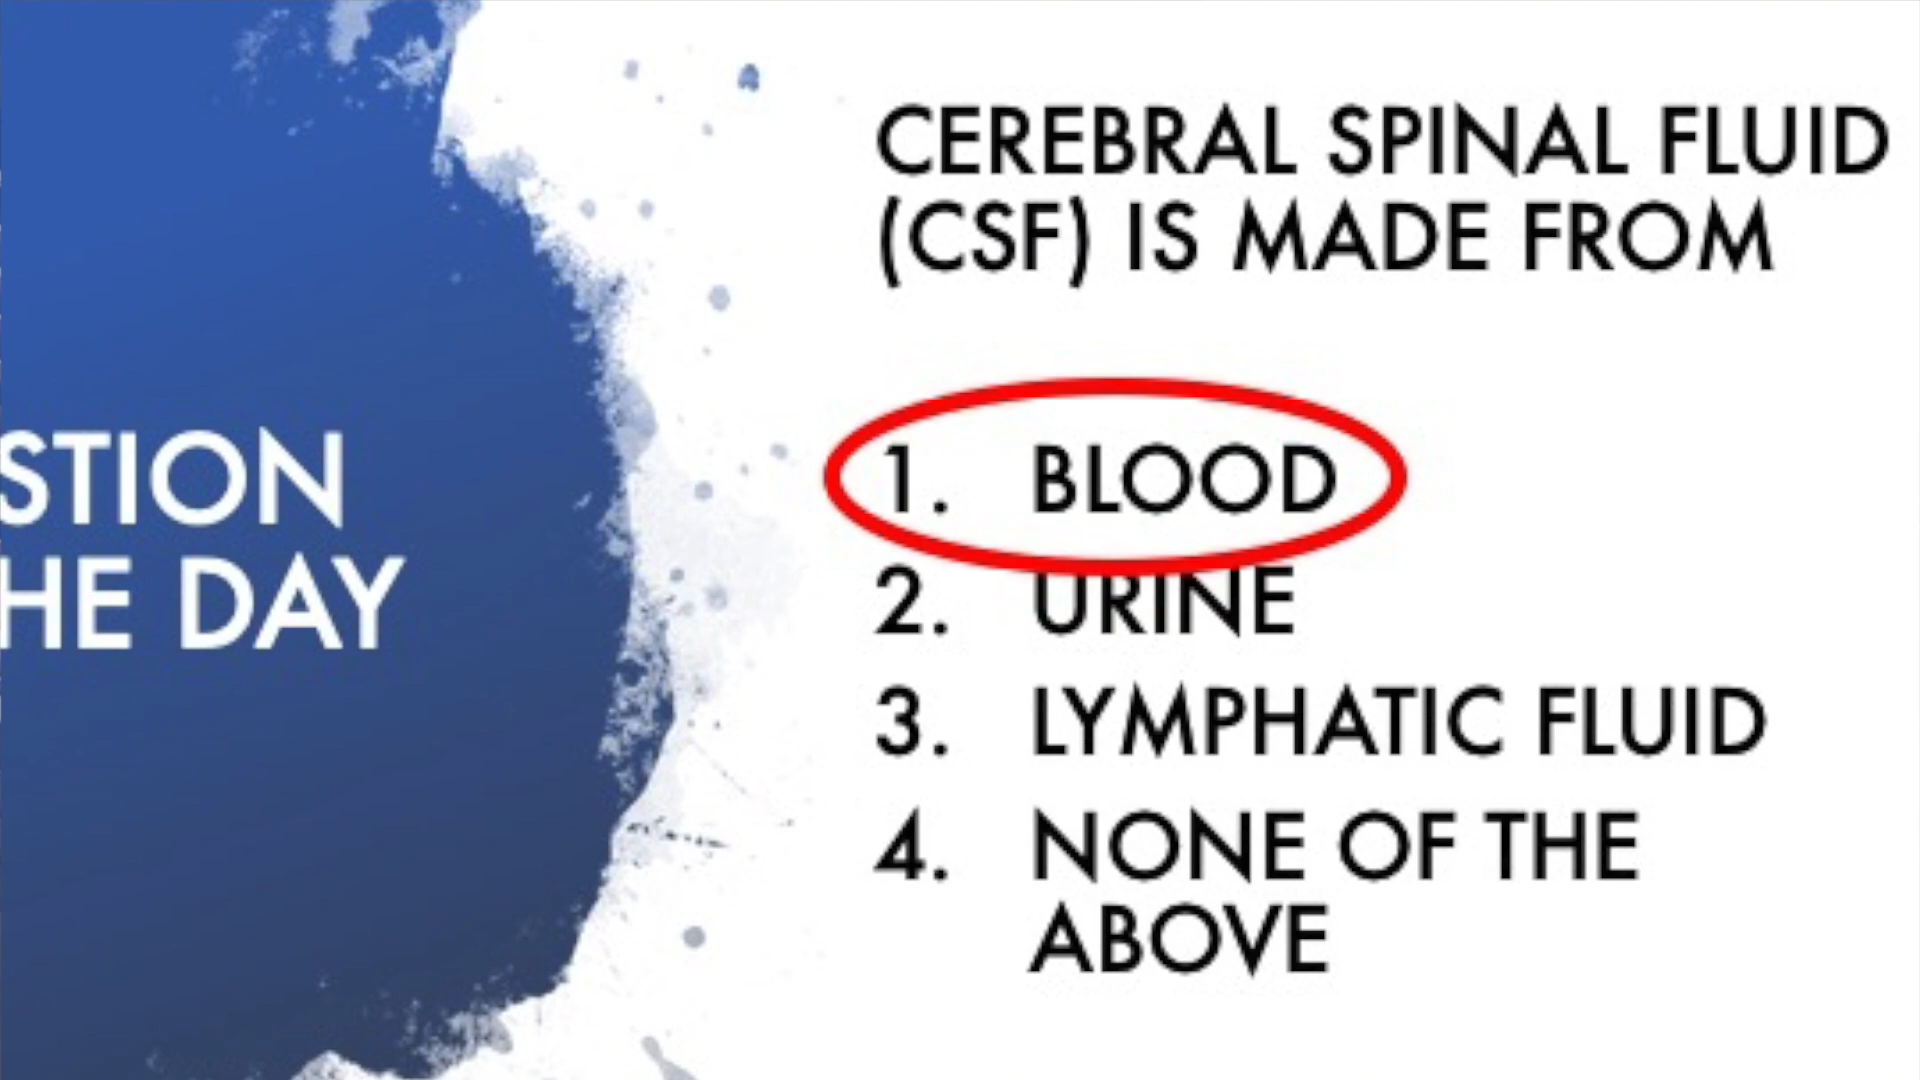 STION
HE DAY
CEREBRAL SPINAL FLUID
(CSF) IS MADE FROM
1. BLOOD
2. URINE
3. LYMPHATIC FLUID
4. NONE OF THE
ABOVE